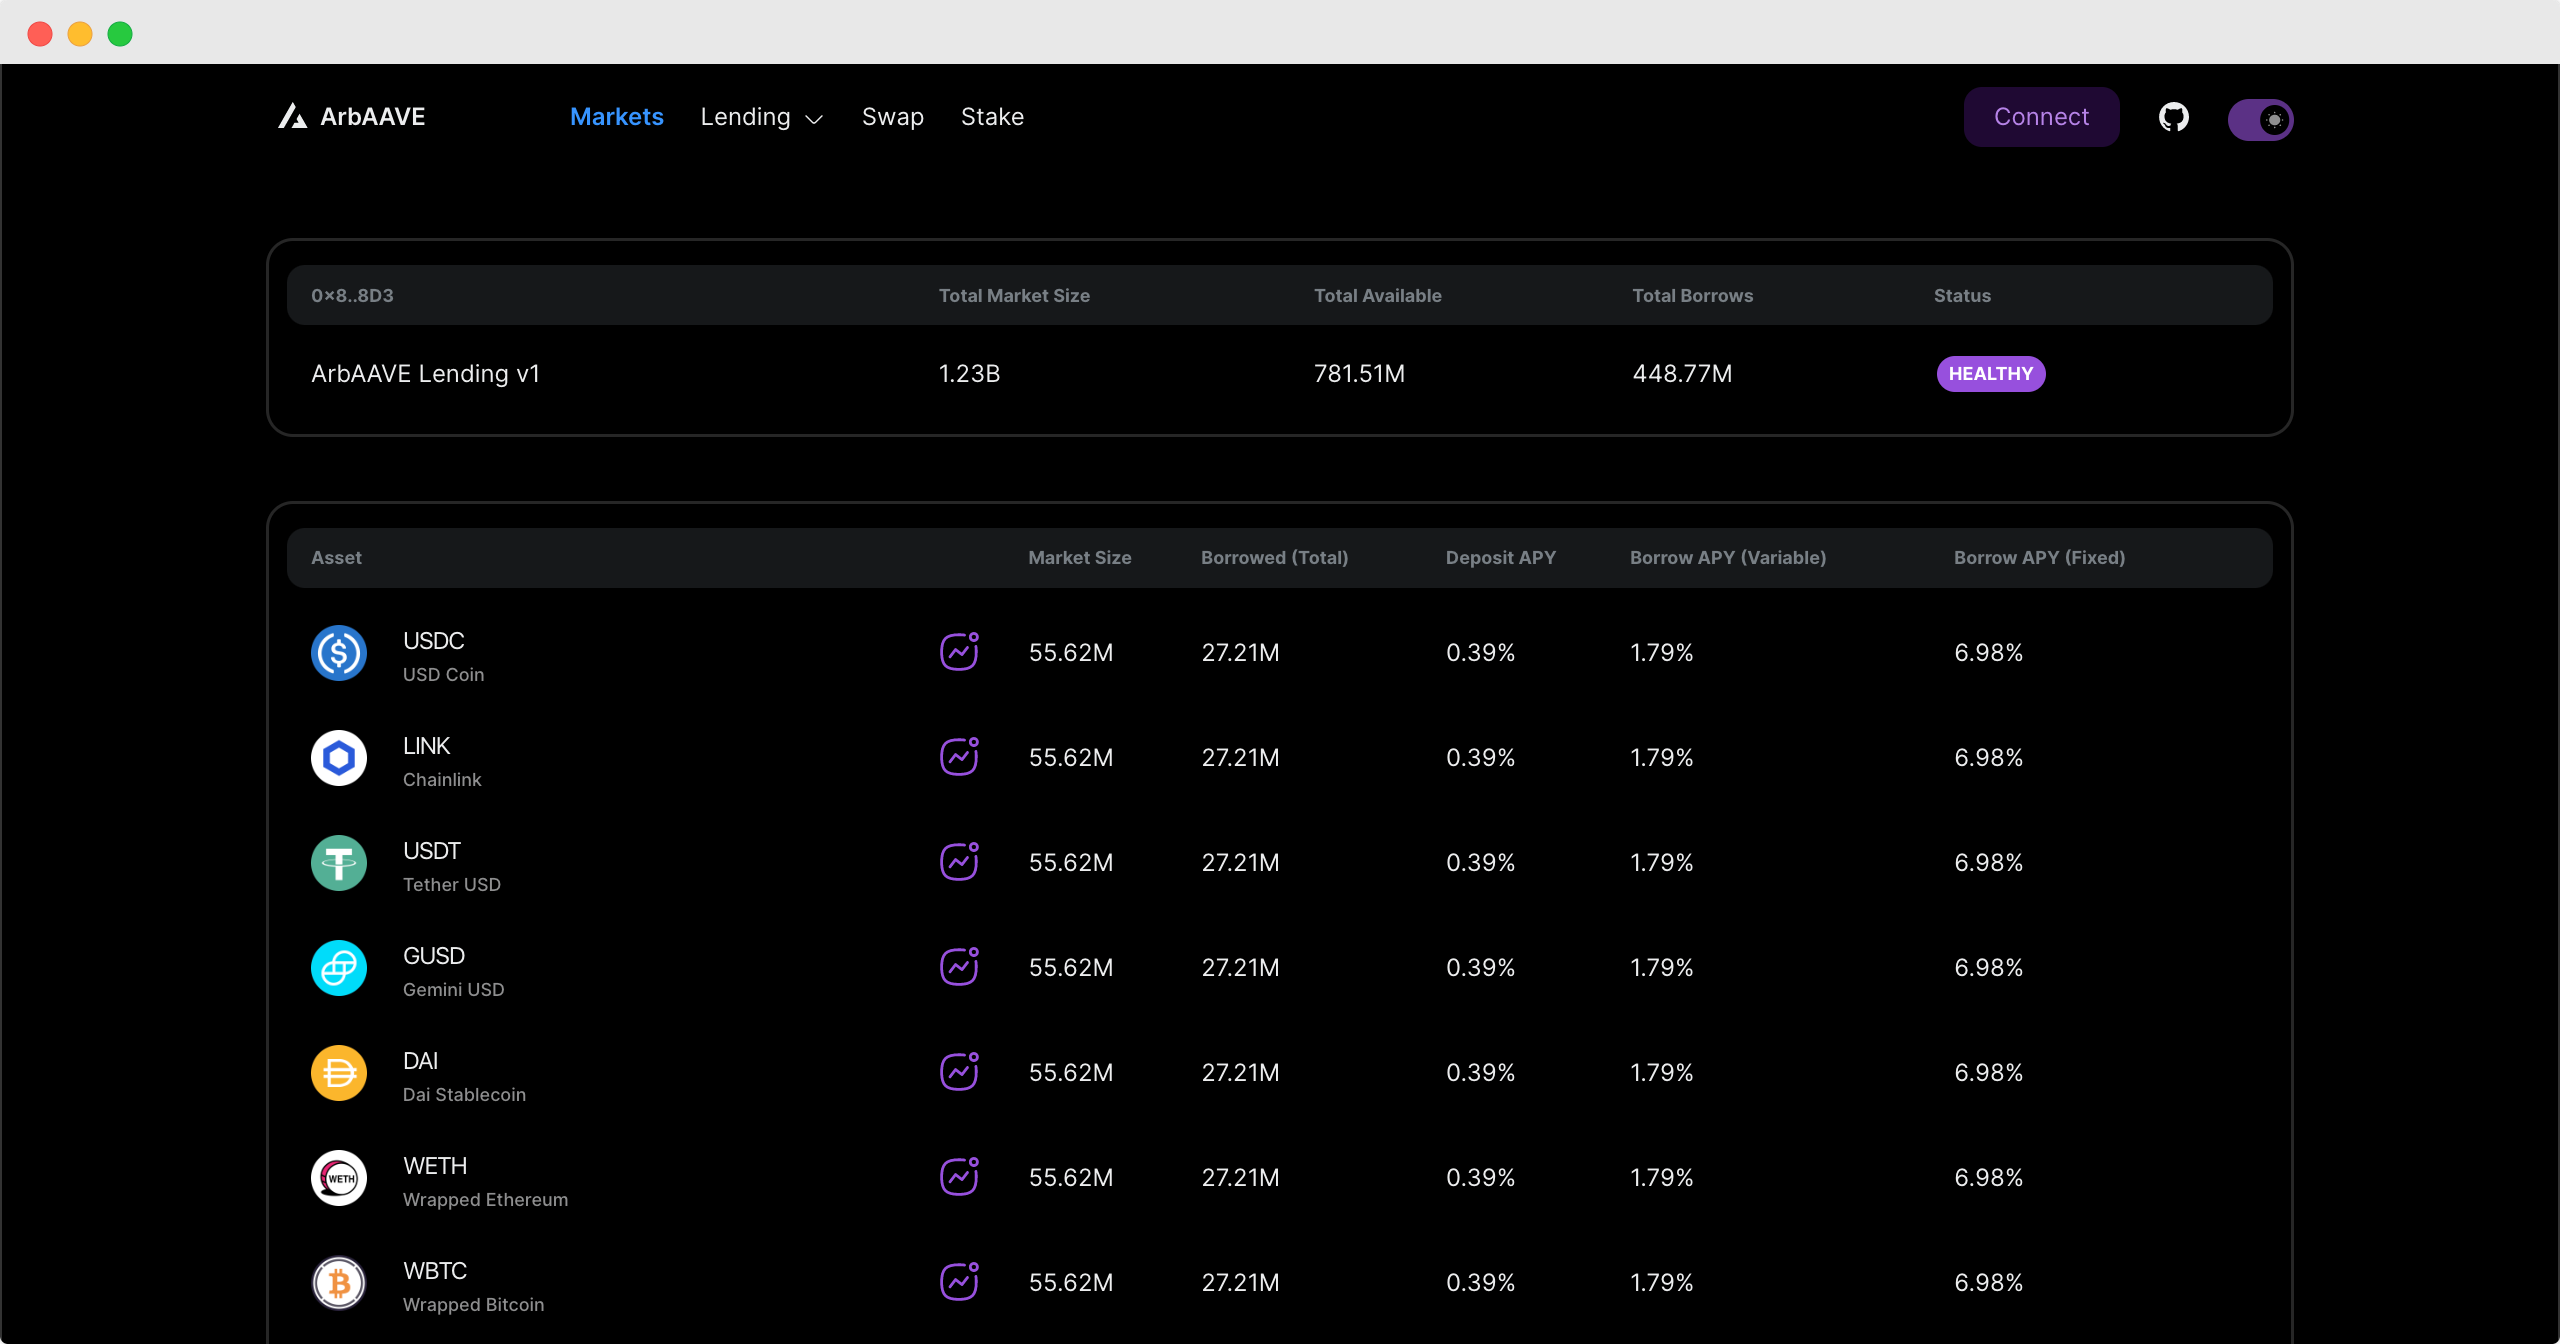 ArbAAVE Markets Lending Swap Stake Connect
0×8..8D3 Total Market Size Total Available Total Borrows Status
ArbAAVE Lending v1 1.23B 781.51M 448.77M HEALTHY
Asset Market Size Borrowed (Total) Deposit APY Borrow APY (Variable) Borrow APY (Fixed)
USDC
USD Coin
55.62M 27.21M 0.39% 1.79% 6.98%
LINK
Chainlink
55.62M 27.21M 0.39% 1.79% 6.98%
USDT
Tether USD
55.62M 27.21M 0.39% 1.79% 6.98%
GUSD
Gemini USD
55.62M 27.21M 0.39% 1.79% 6.98%
DAI
Dai Stablecoin
55.62M 27.21M 0.39% 1.79% 6.98%
WETH
WETH
Wrapped Ethereum
55.62M 27.21M 0.39% 1.79% 6.98%
WBTC
Wrapped Bitcoin
55.62M 27.21M 0.39% 1.79% 6.98%